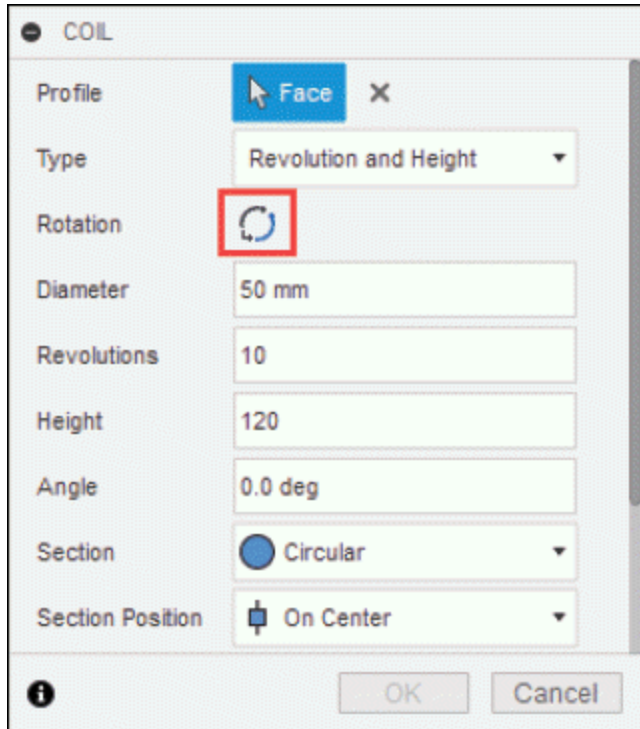 COIL
Profile Face
Type Revolution and Height
Rotation
Diameter 50 mm
Revolutions 10
Height 120
Angle 0.0 deg
Section Circular
Section Position On Center
OK Cancel